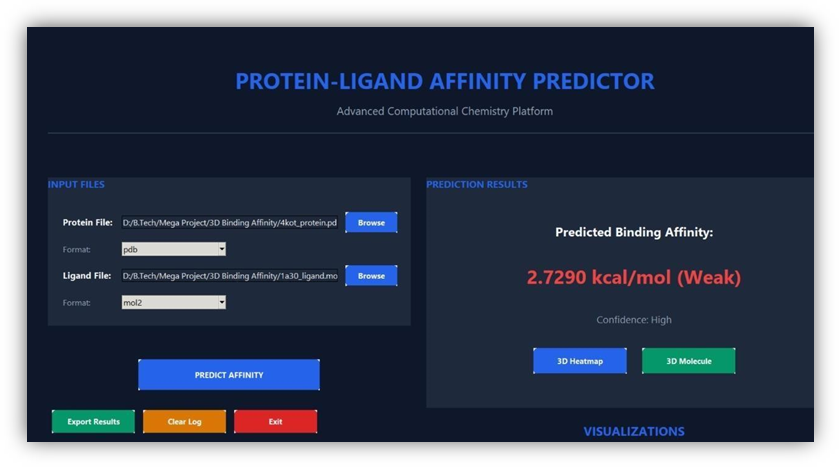 PROTEIN-LIGAND AFFINITY PREDICTOR
Advanced Computational Chemistry Platform
INPUT FILES
Protein File: D:/B.Tech/Mega Project/3D Binding Affinity/4kot_protein.pd Browse
Format: pdb
Ligand File: D:/B.Tech/Mega Project/3D Binding Affinity/1a30_ligand.mo Browse
Format: mol2
PREDICT AFFINITY
Export Results Clear Log Exit
PREDICTION RESULTS
Predicted Binding Affinity:
2.7290 kcal/mol (Weak)
Confidence: High
3D Heatmap 3D Molecule
VISUALIZATIONS